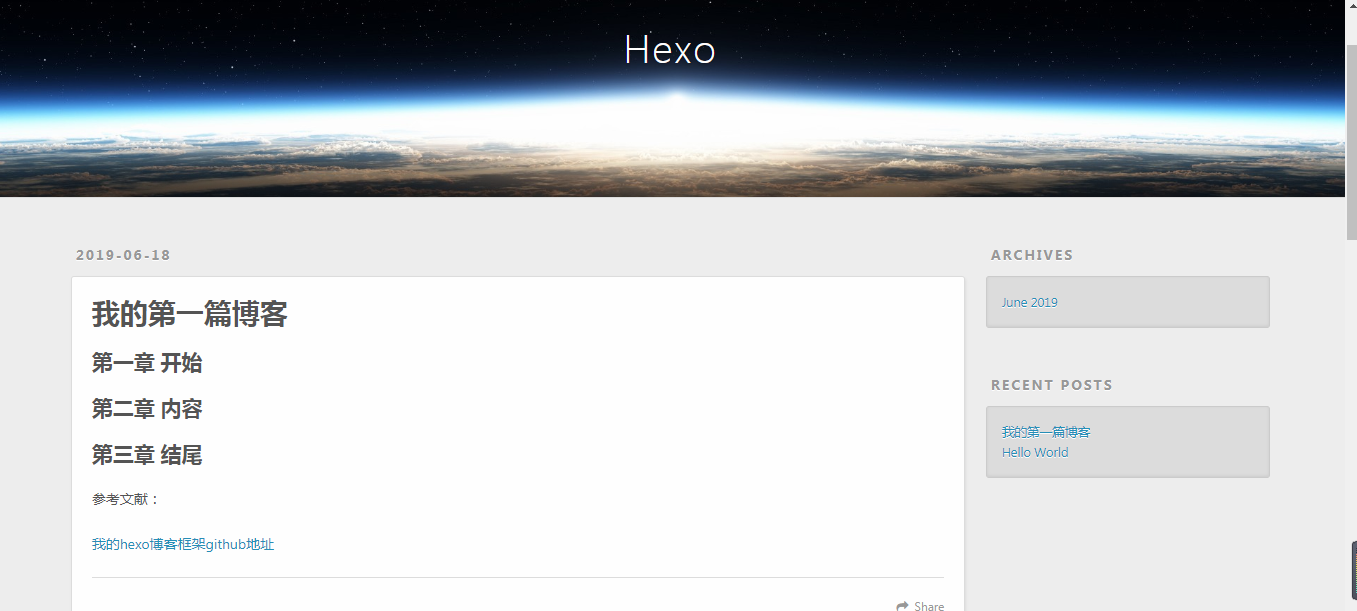 Hexo
2019-06-18
我的第一篇博客
第一章 开始
第二章 内容
第三章 结尾
参考文献：
我的hexo博客框架github地址
Share
ARCHIVES
June 2019
RECENT POSTS
我的第一篇博客
Hello World